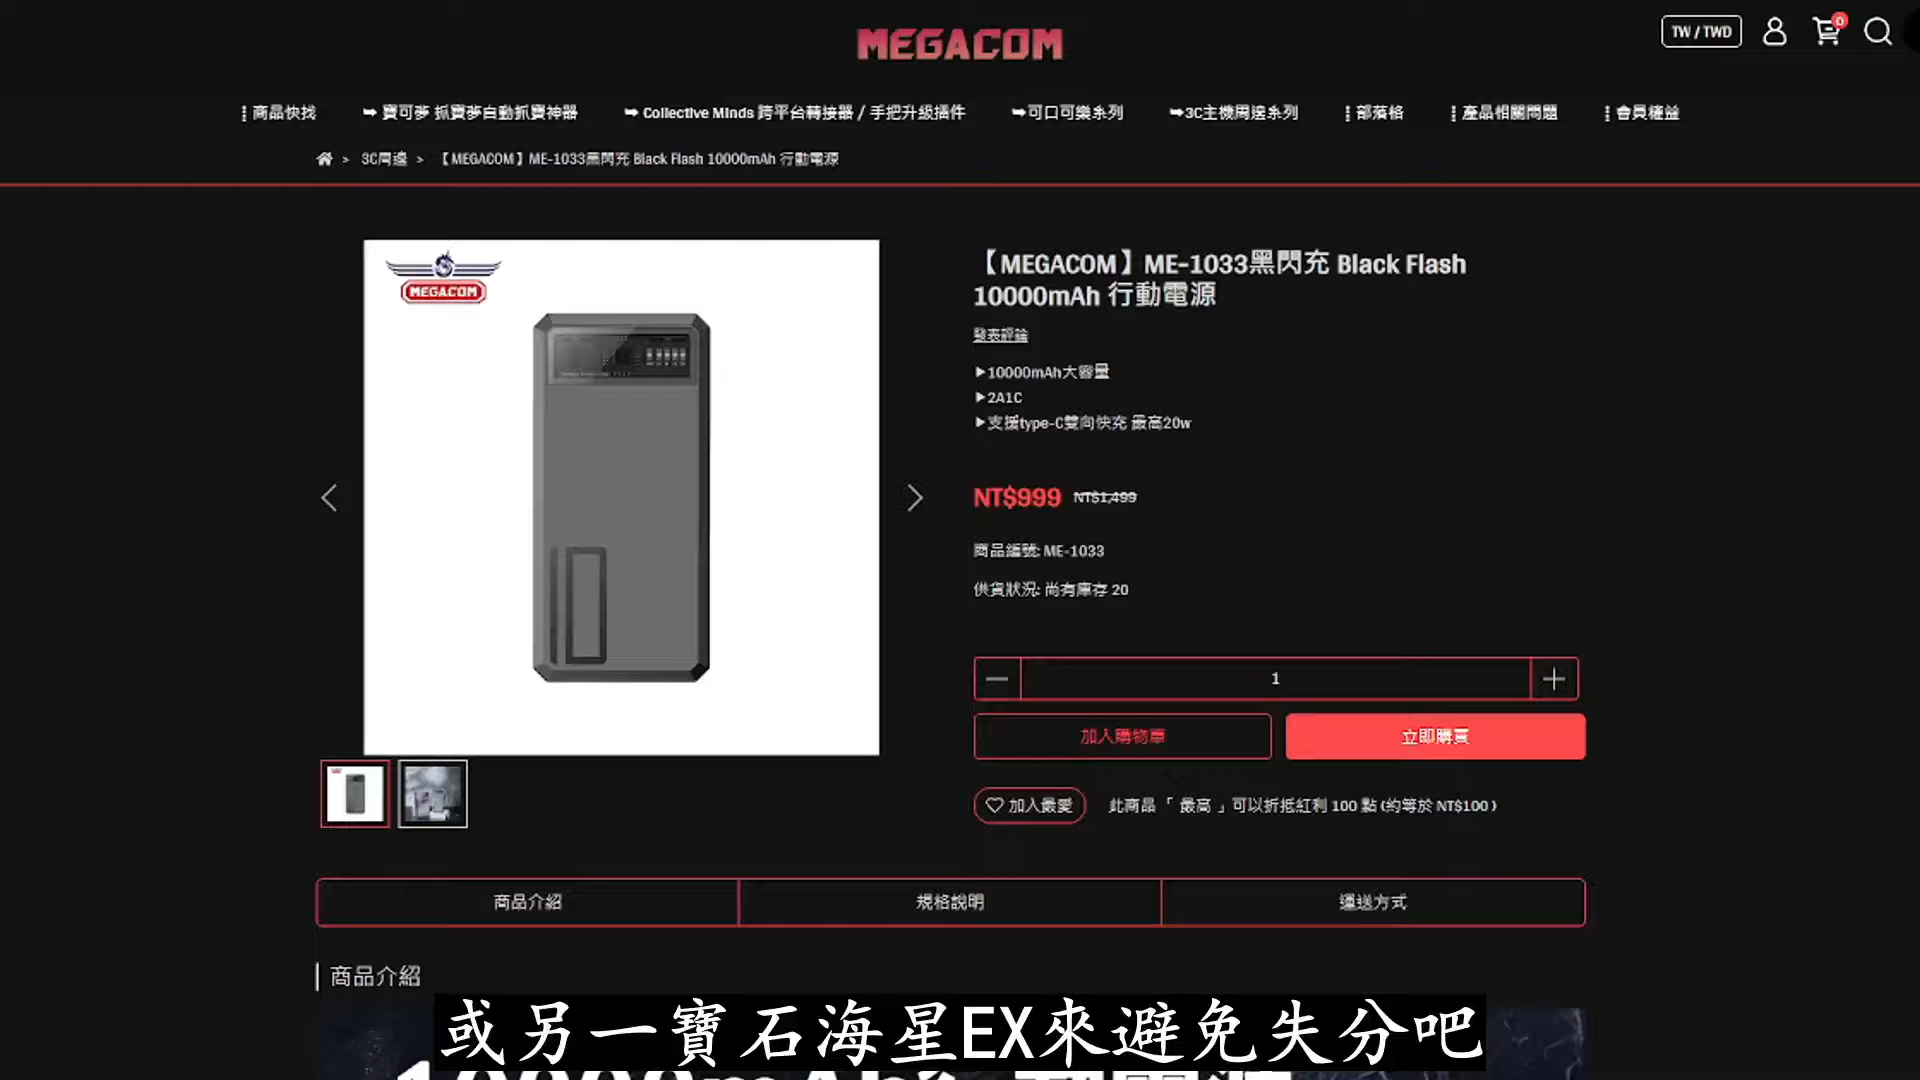 MEGACOM
TW / TWD
0
⋮商品快找
➥ 寶可夢 抓寶夢自動抓寶神器
➥ Collective Minds 跨平台轉接器 / 手把升級插件
➥可口可樂系列
➥3C主機周邊系列
⋮部落格
⋮產品相關問題
⋮會員權益
> 3C周邊 > 【MEGACOM】ME-1033黑閃充 Black Flash 10000mAh 行動電源
MEGACOM
【MEGACOM】ME-1033黑閃充 Black Flash
10000mAh 行動電源
發表評論
▶10000mAh大容量
▶2A1C
▶支援type-C雙向快充 最高20w
NT$999 NT$1,499
商品編號: ME-1033
供貨狀況: 尚有庫存 20
1
加入購物車
立即購買
加入最愛
此商品「 最高 」可以折抵紅利 100 點 (約等於 NT$100 )
商品介紹
規格說明
運送方式
商品介紹
或另一寶石海星EX來避免失分吧